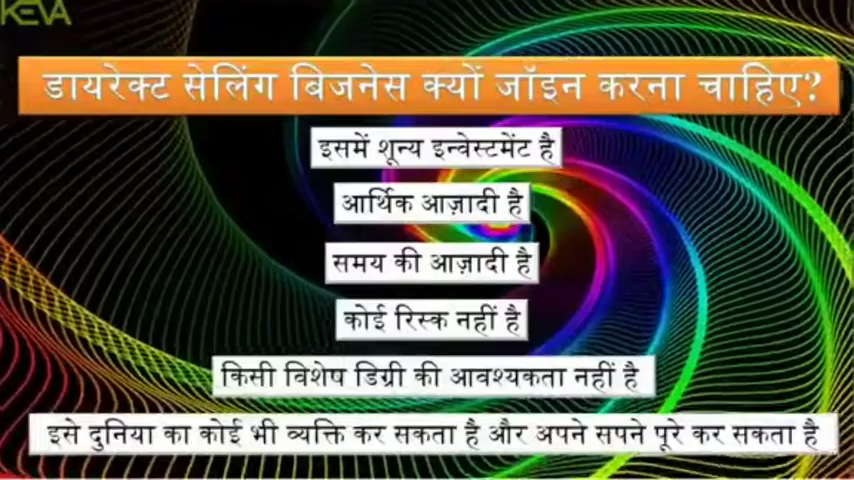 KEVA
डायरेक्ट सेलिंग बिजनेस क्यों जॉइन करना चाहिए?
इसमें शून्य इन्वेस्टमेंट है
आर्थिक आज़ादी है
समय की आज़ादी है
कोई रिस्क नहीं है
किसी विशेष डिग्री की आवश्यकता नहीं है
इसे दुनिया का कोई भी व्यक्ति कर सकता है और अपने सपने पूरे कर सकता है